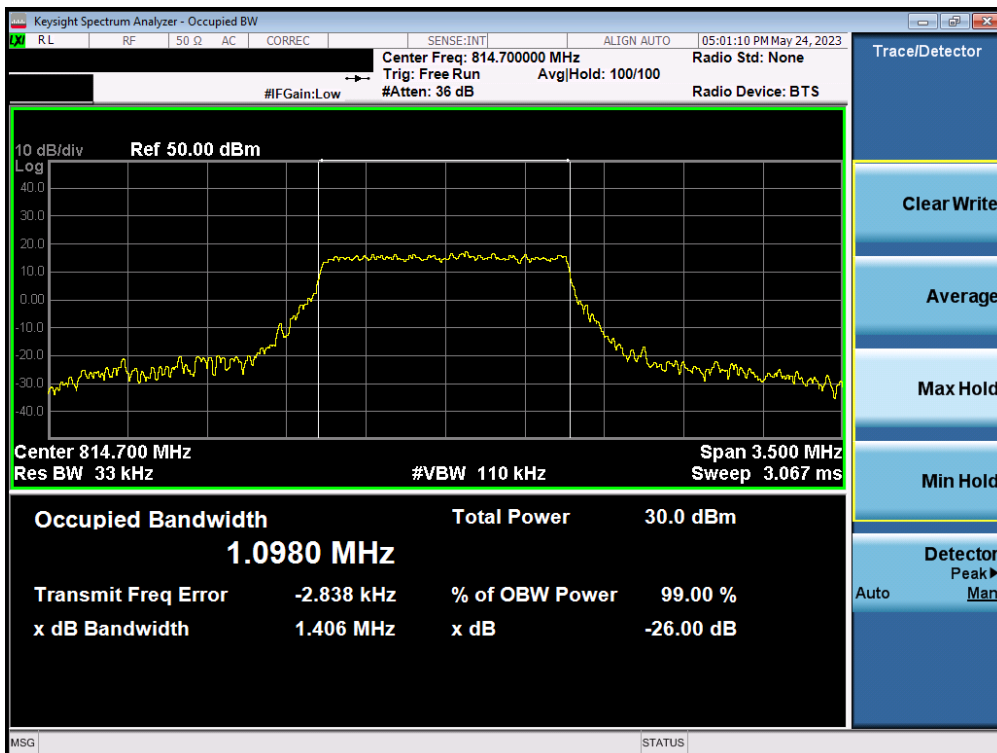 Keysight Spectrum Analyzer - Occupied BW
LXI RL RF 50 Ω AC CORREC SENSE:INT ALIGN AUTO 05:01:10 PM May 24, 2023
Center Freq: 814.700000 MHz Radio Std: None
Trig: Free Run Avg|Hold: 100/100
#IFGain:Low #Atten: 36 dB Radio Device: BTS
10 dB/div Ref 50.00 dBm
Log
40.0
30.0
20.0
10.0
0.00
-10.0
-20.0
-30.0
-40.0
Center 814.700 MHz Span 3.500 MHz
Res BW 33 kHz #VBW 110 kHz Sweep 3.067 ms
Occupied Bandwidth Total Power 30.0 dBm
1.0980 MHz
Transmit Freq Error -2.838 kHz % of OBW Power 99.00 %
x dB Bandwidth 1.406 MHz x dB -26.00 dB
MSG STATUS
Trace/Detector
Clear Write
Average
Max Hold
Min Hold
Detector
Peak▶
Auto Man